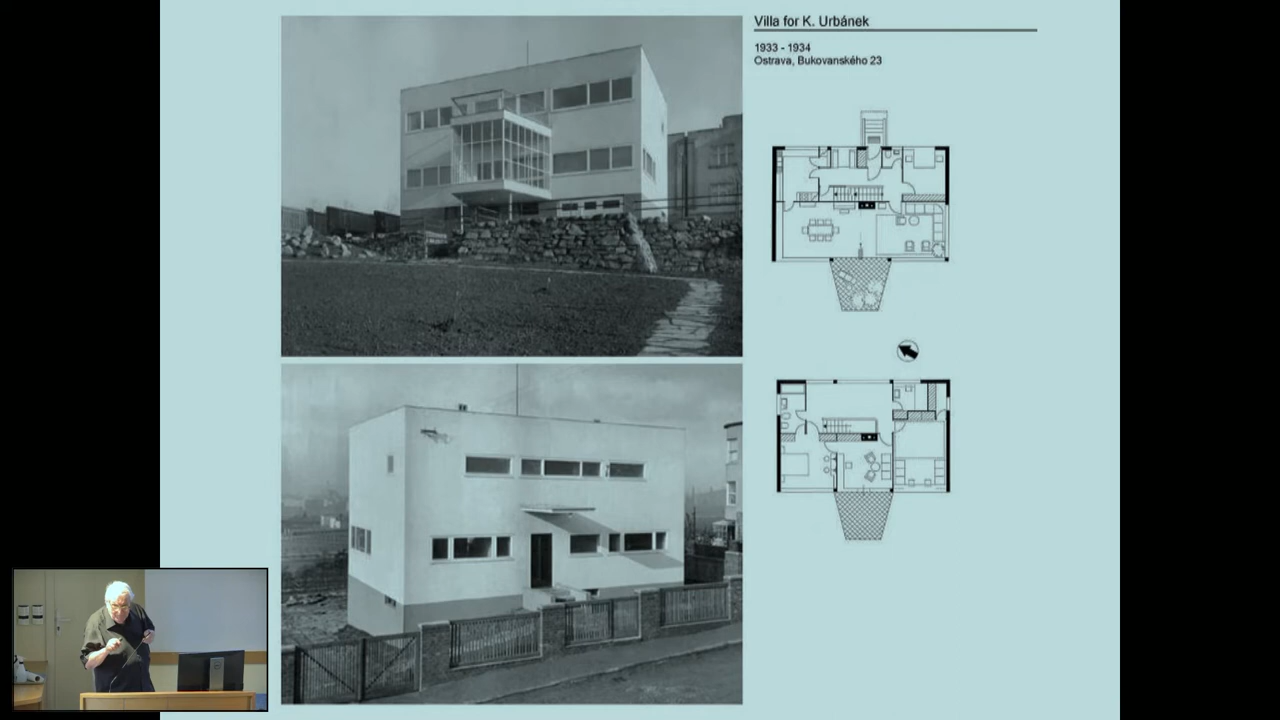 Villa for K. Urbánek
1933 - 1934
Ostrava, Bukovanského 23